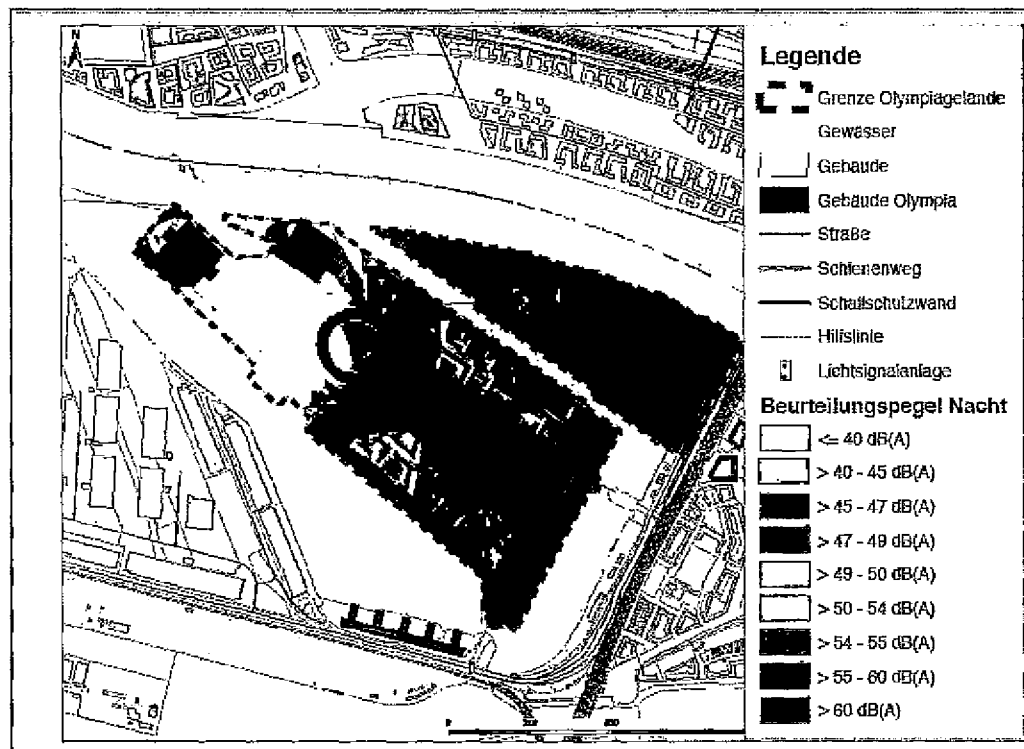 N
Legende
Grenze Olympiagelände
Gewässer
Gebäude
Gebäude Olympia
Straße
Schienenweg
Schallschutzwand
Hilfslinie
Lichtsignalanlage
Beurteilungspegel Nacht
<= 40 dB(A)
> 40 - 45 dB(A)
> 45 - 47 dB(A)
> 47 - 49 dB(A)
> 49 - 50 dB(A)
> 50 - 54 dB(A)
> 54 - 55 dB(A)
> 55 - 60 dB(A)
> 60 dB(A)
0